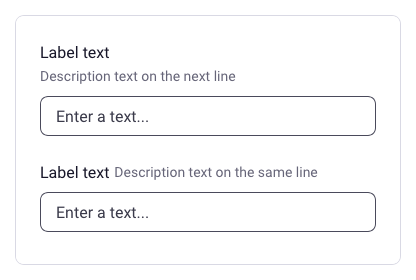 Label text
Description text on the next line
Enter a text...
Label text Description text on the same line
Enter a text...